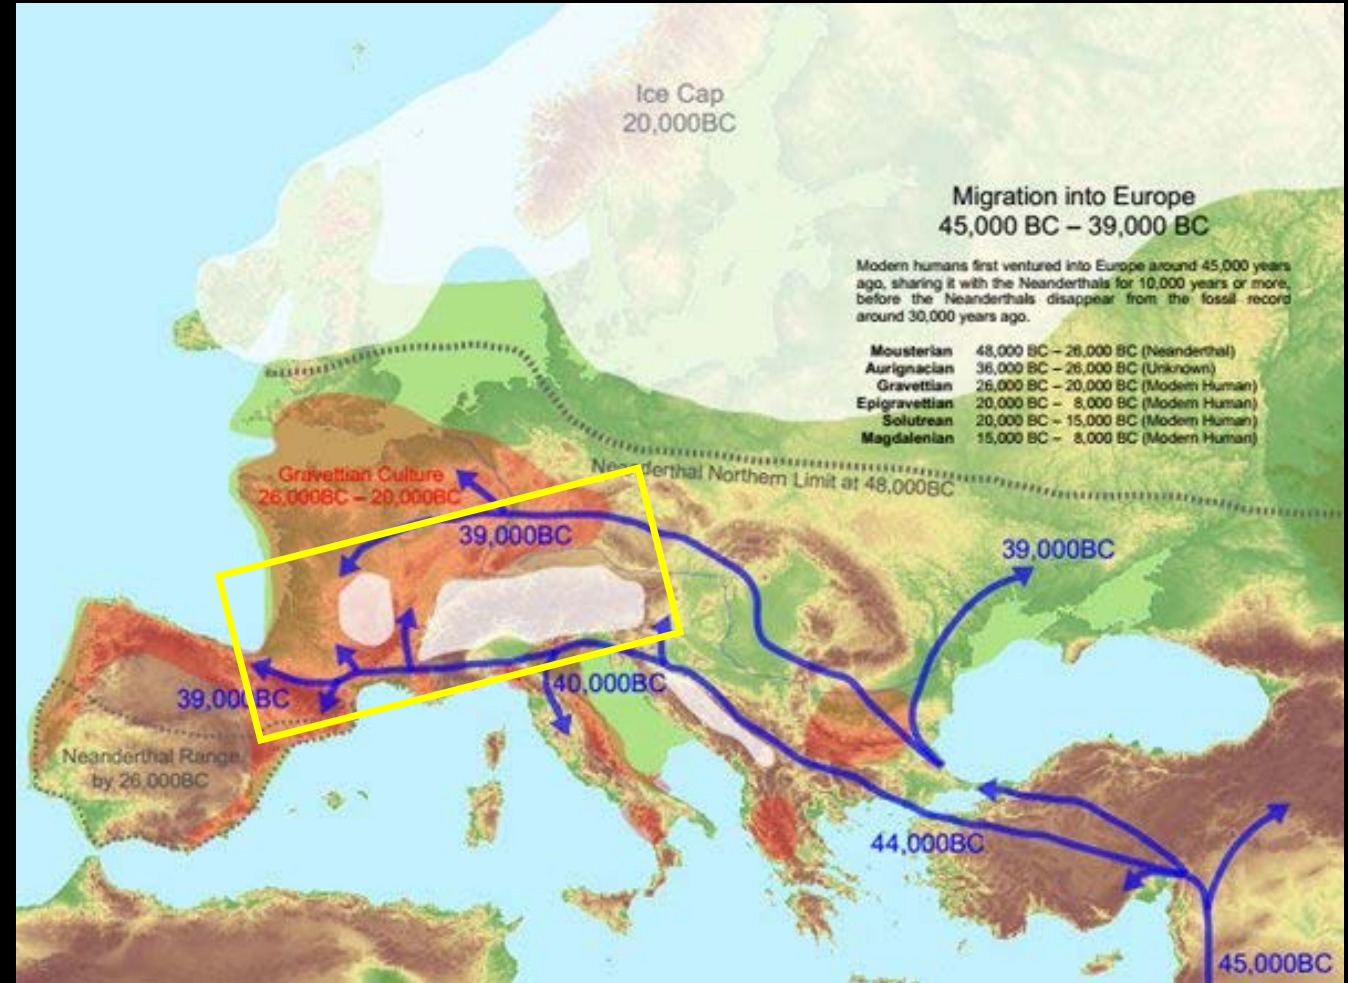 Ice Cap
20,000BC
Migration into Europe
45,000 BC – 39,000 BC
Modern humans first ventured into Europe around 45,000 years
ago, sharing it with the Neanderthals for 10,000 years or more,
before the Neanderthals disappear from the fossil record
around 30,000 years ago.
Mousterian 48,000 BC – 26,000 BC (Neanderthal)
Aurignacian 36,000 BC – 26,000 BC (Unknown)
Gravettian 26,000 BC – 20,000 BC (Modern Human)
Epigravettian 20,000 BC – 8,000 BC (Modern Human)
Solutrean 20,000 BC – 15,000 BC (Modern Human)
Magdalenian 15,000 BC – 8,000 BC (Modern Human)
Gravettian Culture
26,000BC – 20,000BC
Neanderthal Northern Limit at 48,000BC
39,000BC
39,000BC
39,000BC
40,000BC
Neanderthal Range
by 26,000BC
44,000BC
45,000BC